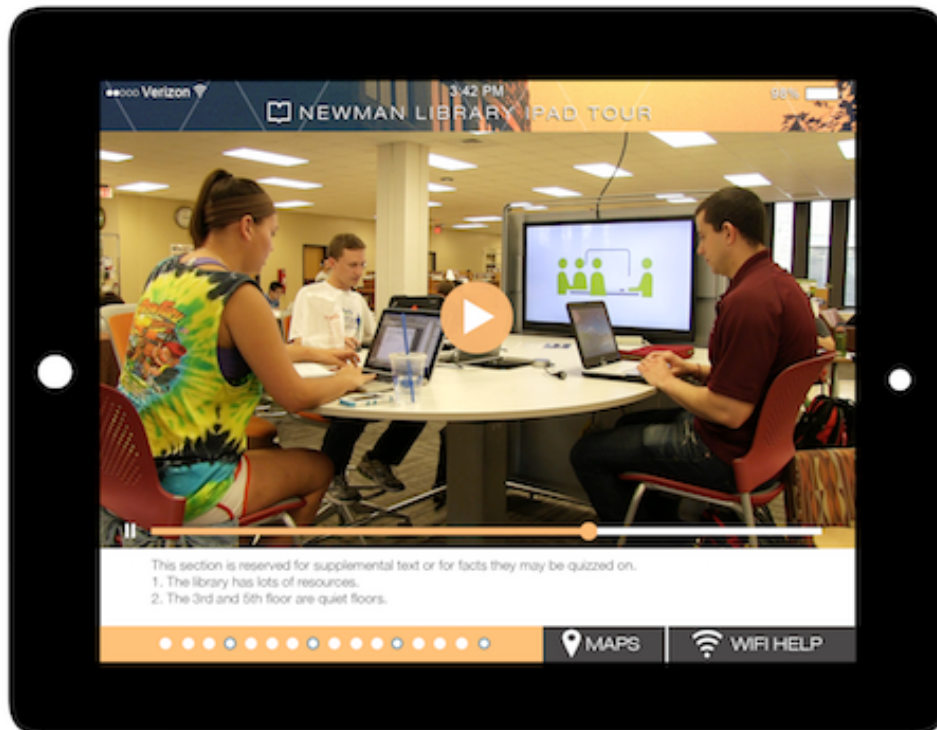 Verizon
3:42 PM
98%
NEWMAN LIBRARY IPAD TOUR
This section is reserved for supplemental text or for facts they may be quizzed on.
1. The library has lots of resources.
2. The 3rd and 5th floor are quiet floors.
MAPS
WIFI HELP